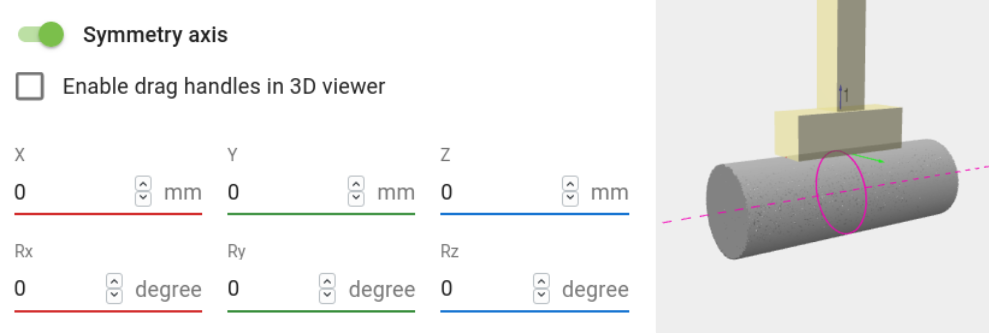 Symmetry axis
Enable drag handles in 3D viewer
X Y Z
0 mm 0 mm 0 mm
Rx Ry Rz
0 degree 0 degree 0 degree
1